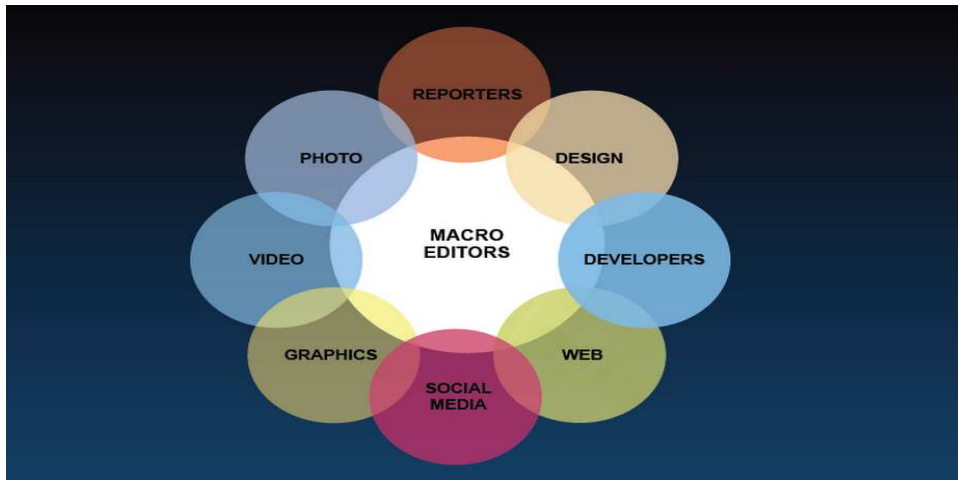 REPORTERS
PHOTO
DESIGN
MACRO
EDITORS
VIDEO
DEVELOPERS
GRAPHICS
WEB
SOCIAL
MEDIA